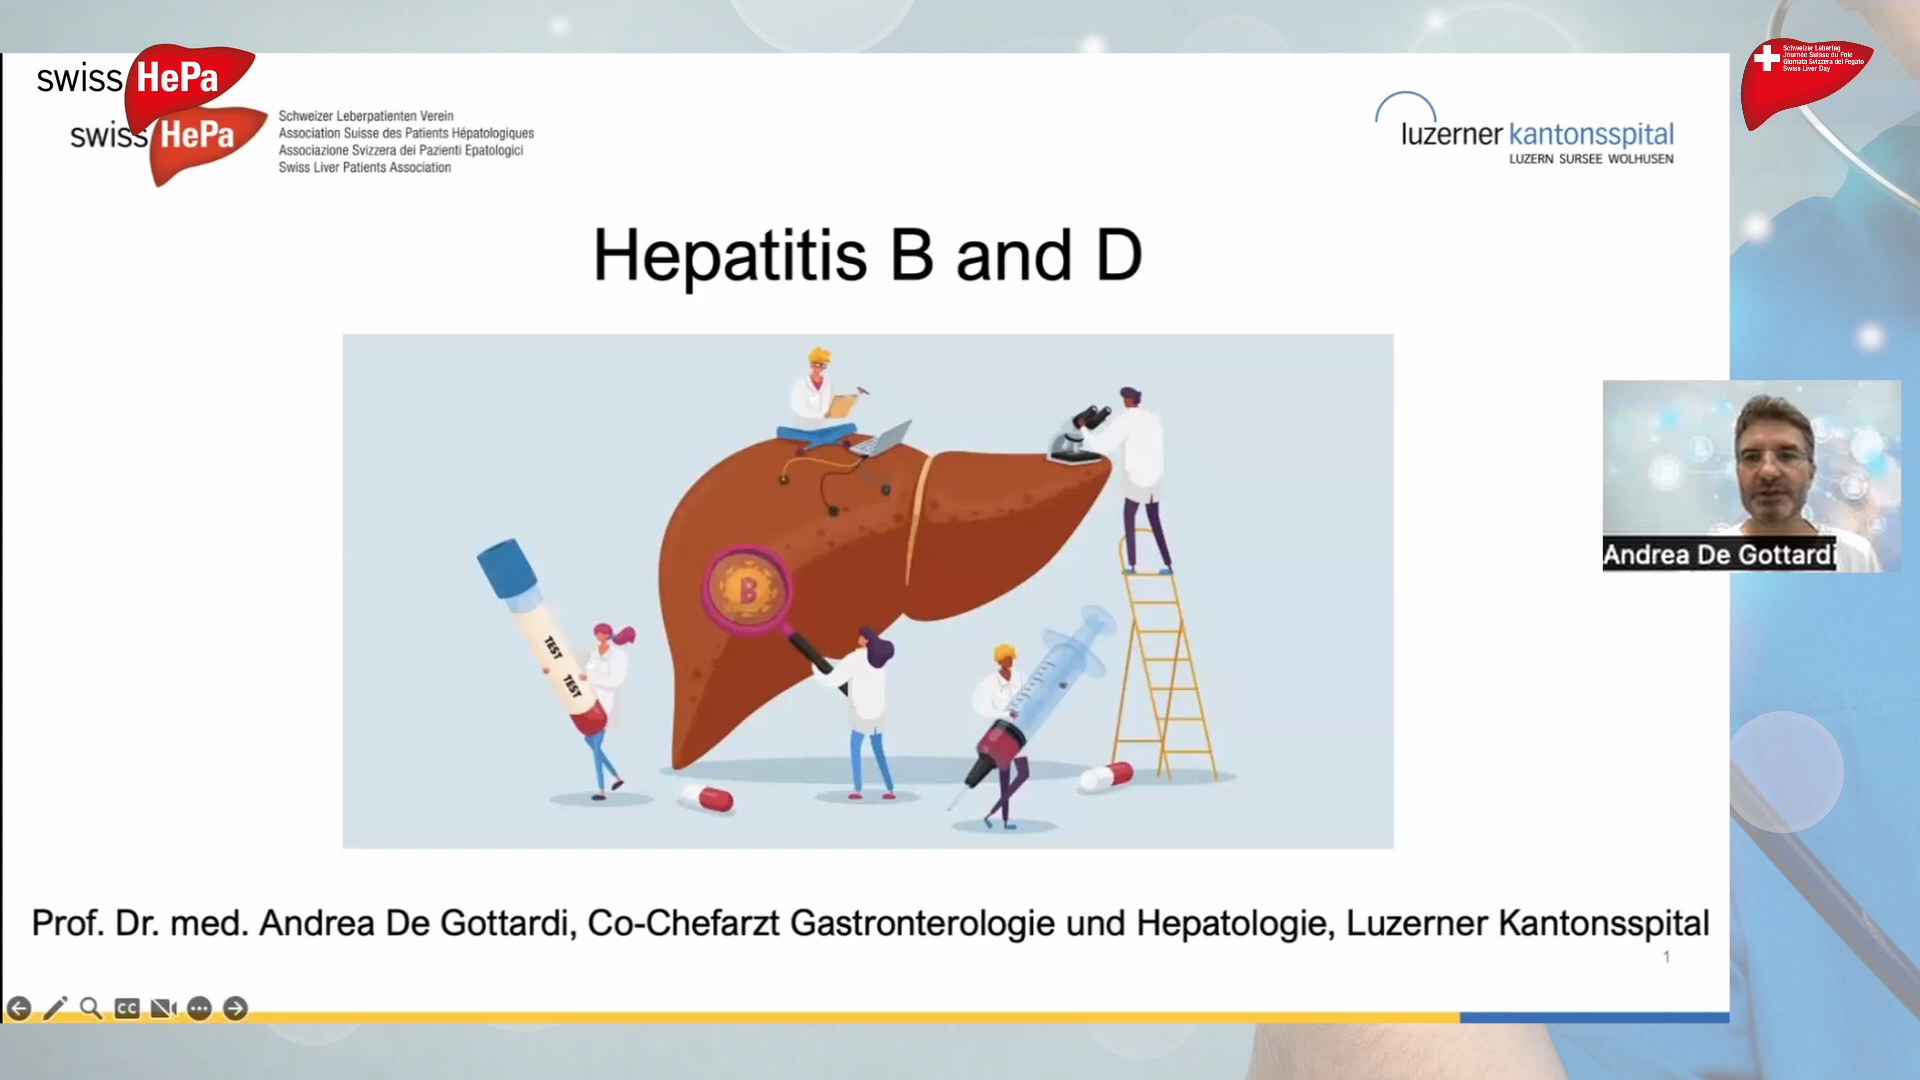 swiss HePa
swiss HePa
Schweizer Leberpatienten Verein
Association Suisse des Patients Hépatologiques
Associazione Svizzera dei Pazienti Epatologici
Swiss Liver Patients Association
luzerner kantonsspital
LUZERN SURSEE WOLHUSEN
Schweizer Lebertag
Journée Suisse du Foie
Giornata Svizzera del Fegato
Swiss Liver Day
Hepatitis B and D
B
TEST
TEST
Andrea De Gottardi
Prof. Dr. med. Andrea De Gottardi, Co-Chefarzt Gastronterologie und Hepatologie, Luzerner Kantonsspital
1
CC